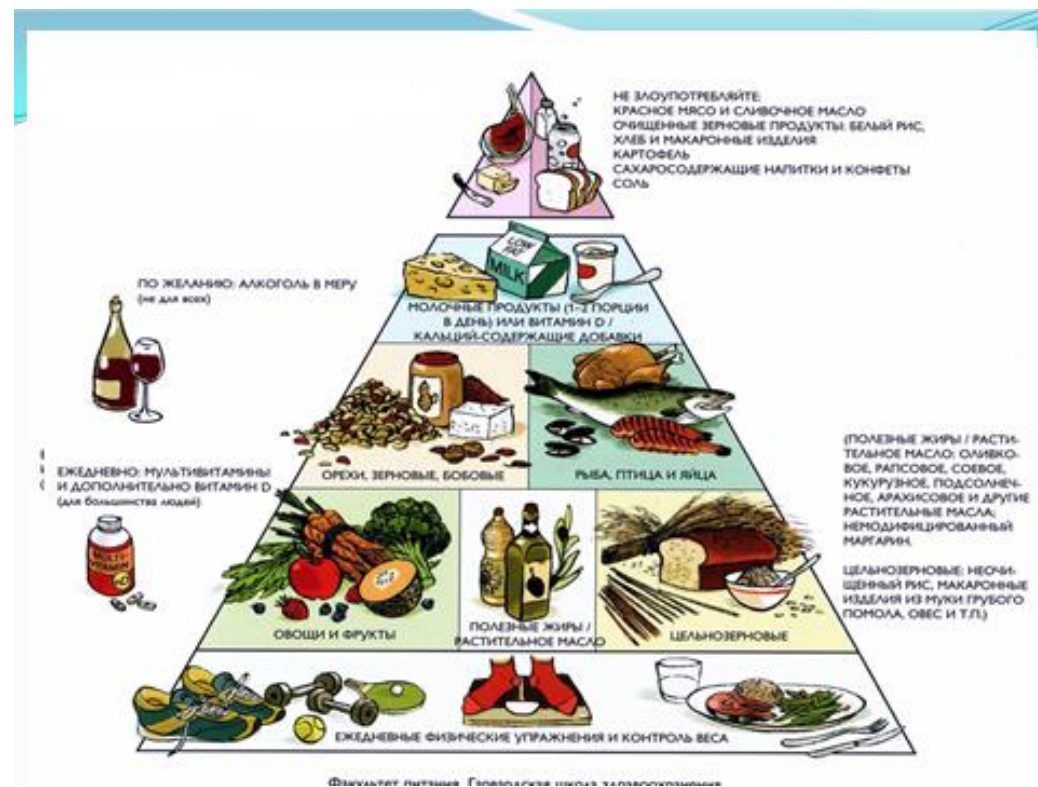 НЕ ЗЛОУПОТРЕБЛЯЙТЕ:
КРАСНОЕ МЯСО И СЛИВОЧНОЕ МАСЛО
ОЧИЩЕННЫЕ ЗЕРНОВЫЕ ПРОДУКТЫ: БЕЛЫЙ РИС,
ХЛЕБ И МАКАРОННЫЕ ИЗДЕЛИЯ
КАРТОФЕЛЬ
САХАРОСОДЕРЖАЩИЕ НАПИТКИ И КОНФЕТЫ
СОЛЬ
LOW
FAT
MILK
ПО ЖЕЛАНИЮ: АЛКОГОЛЬ В МЕРУ
(не для всех)
МОЛОЧНЫЕ ПРОДУКТЫ (1-2 ПОРЦИИ
В ДЕНЬ) ИЛИ ВИТАМИН D /
КАЛЬЦИЙ-СОДЕРЖАЩИЕ ДОБАВКИ
ОРЕХИ, ЗЕРНОВЫЕ, БОБОВЫЕ
РЫБА, ПТИЦА И ЯЙЦА
ЕЖЕДНЕВНО: МУЛЬТИВИТАМИНЫ
И ДОПОЛНИТЕЛЬНО ВИТАМИН D
(для большинства людей)
MULTI-
VITAMIN
+D
(ПОЛЕЗНЫЕ ЖИРЫ / РАСТИ-
ТЕЛЬНОЕ МАСЛО: ОЛИВКО-
ВОЕ, РАПСОВОЕ, СОЕВОЕ,
КУКУРУЗНОЕ, ПОДСОЛНЕЧ-
НОЕ, АРАХИСОВОЕ И ДРУГИЕ
РАСТИТЕЛЬНЫЕ МАСЛА;
НЕМОДИФИЦИРОВАННЫЙ
МАРГАРИН.
ЦЕЛЬНОЗЕРНОВЫЕ: НЕОЧИ-
ЩЕННЫЙ РИС, МАКАРОННЫЕ
ИЗДЕЛИЯ ИЗ МУКИ ГРУБОГО
ПОМОЛА, ОВЕС И Т.П.)
ОВОЩИ И ФРУКТЫ
ПОЛЕЗНЫЕ ЖИРЫ /
РАСТИТЕЛЬНОЕ МАСЛО
ЦЕЛЬНОЗЕРНОВЫЕ
ЕЖЕДНЕВНЫЕ ФИЗИЧЕСКИЕ УПРАЖНЕНИЯ И КОНТРОЛЬ ВЕСА
Факультет питания, Гарвардская школа здравоохранения